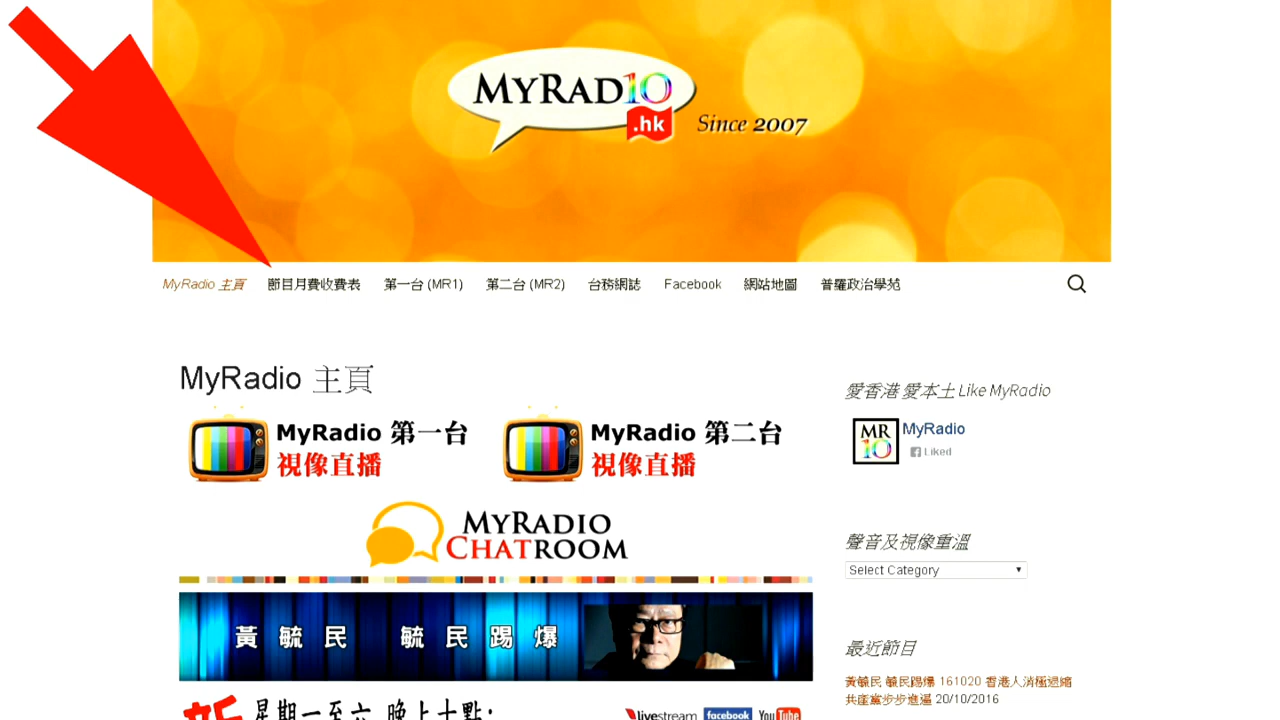 MYRAD10
.hk
Since 2007
MyRadio 主頁 節目月費收費表 第一台 (MR1) 第二台 (MR2) 台務網誌 Facebook 網站地圖 普羅政治學苑
MyRadio 主頁
MyRadio 第一台
視像直播
MyRadio 第二台
視像直播
MYRADIO
CHATROOM
黃毓民 毓民踢爆
新 星期一至六 晚上十點:
livestream facebook YouTube
愛香港 愛本土 Like MyRadio
MR
10
MyRadio
Liked
聲音及視像重溫
Select Category
最近節目
黃毓民 毓民踢爆 161020 香港人消極退縮
共產黨步步進逼 20/10/2016